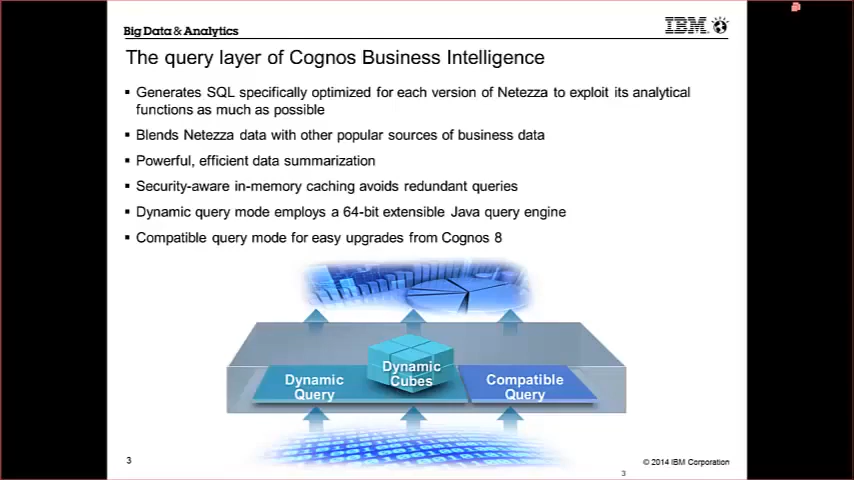 Big Data & Analytics
IBM
The query layer of Cognos Business Intelligence
▪ Generates SQL specifically optimized for each version of Netezza to exploit its analytical
functions as much as possible
▪ Blends Netezza data with other popular sources of business data
▪ Powerful, efficient data summarization
▪ Security-aware in-memory caching avoids redundant queries
▪ Dynamic query mode employs a 64-bit extensible Java query engine
▪ Compatible query mode for easy upgrades from Cognos 8
Dynamic
Query
Dynamic
Cubes
Compatible
Query
3
© 2014 IBM Corporation
3